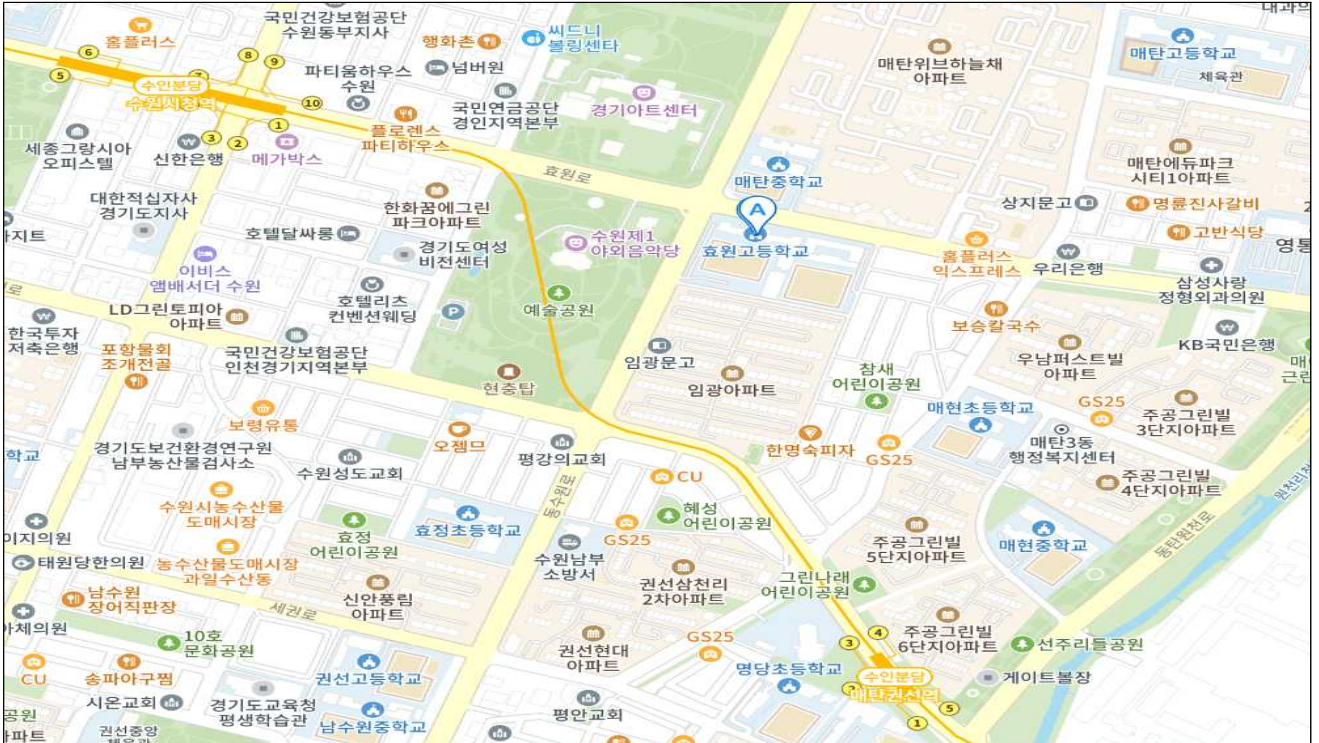 국민건강보험공단
수원동부지사
홈플러스
행화촌
씨드니
볼링센타
매탄고등학교
체육관
6
8
9
5
7
수인분당
수원시청역
10
파티움하우스
수원
넘버원
국민연금공단
경인지역본부
경기아트센터
매탄위브하늘채
아파트
3
2
1
세종그랑시아
오피스텔
신한은행
메가박스
플로렌스
파티하우스
효원로
매탄중학교
매탄에듀파크
시티1아파트
대한적십자사
경기도지사
한화꿈에그린
파크아파트
A
효원고등학교
상지문고
명륜진사갈비
호텔달싸롱
경기도여성
비전센터
수원제1
야외음악당
홈플러스
익스프레스
우리은행
고반식당
이비스
앰배서더 수원
호텔리츠
컨벤션웨딩
P
예술공원
삼성사랑
정형외과의원
LD그린토피아
아파트
한국투자
저축은행
포항물회
조개전골
국민건강보험공단
인천경기지역본부
현충탑
임광문고
임광아파트
참새
어린이공원
보승칼국수
우남퍼스트빌
아파트
KB국민은행
보령유통
오젬므
매현초등학교
GS25
주공그린빌
3단지아파트
경기도보건환경연구원
남부농산물검사소
수원성도교회
평강의교회
한명숙피자
GS25
매탄3동
행정복지센터
주공그린빌
4단지아파트
CU
수원시농수산물
도매시장
효정
어린이공원
효정초등학교
동수원로
GS25
혜성
어린이공원
주공그린빌
5단지아파트
매현중학교
동탄원천로
원천리천
태원당한의원
농수산물도매시장
과일수산동
수원남부
소방서
권선삼천리
2차아파트
그린나래
어린이공원
남수원
장어직판장
신안풍림
아파트
세권로
10호
문화공원
권선현대
아파트
GS25
3
4
주공그린빌
6단지아파트
선주리들공원
CU
송파아구찜
권선고등학교
명당초등학교
수인분당
매탄권선역
게이트볼장
시온교회
경기도교육청
평생학습관
남수원중학교
평안교회
1
5
권선중앙